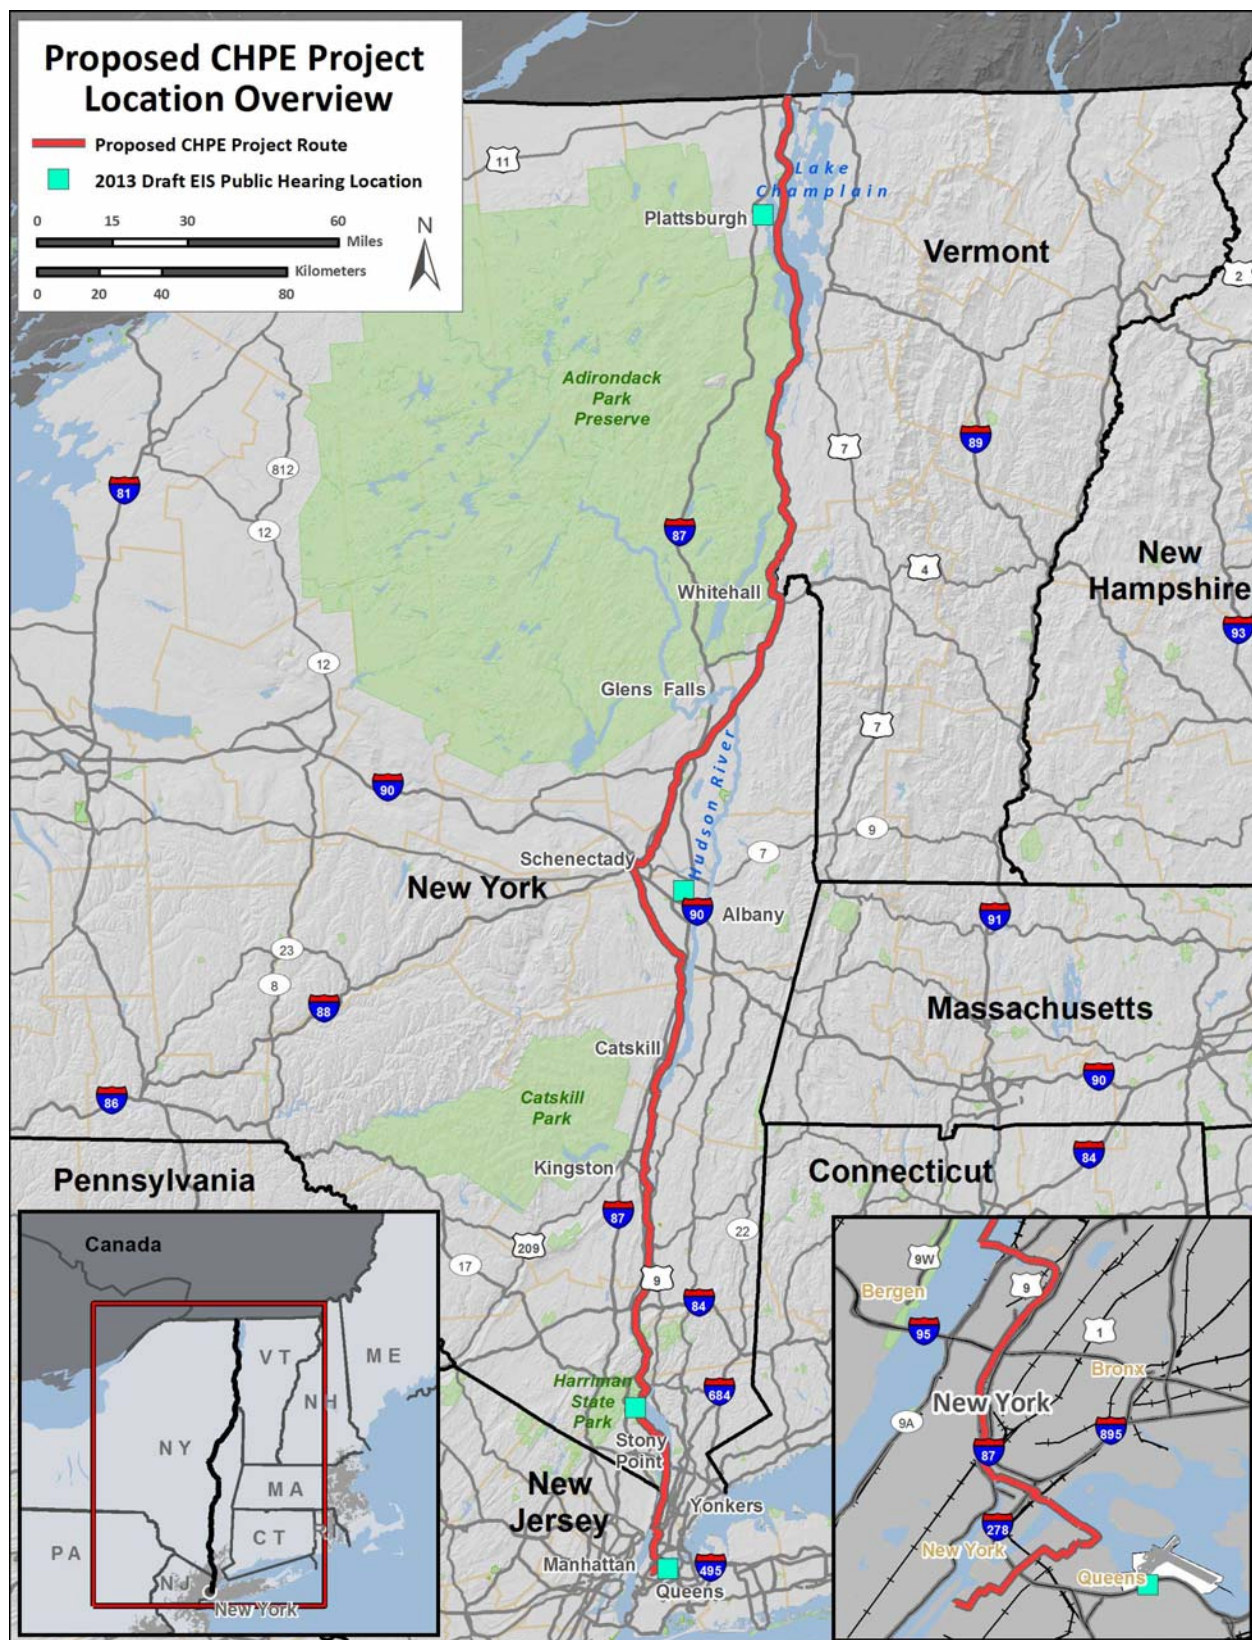 Proposed CHPE Project
Location Overview
Proposed CHPE Project Route
2013 Draft EIS Public Hearing Location
0 15 30 60
Miles
Kilometers
0 20 40 80
N
11
Lake
Champlain
Plattsburgh
Vermont
2
Adirondack
Park
Preserve
7
89
812
81
12
87
New
Hampshire
4
Whitehall
93
12
Glens Falls
7
Hudson River
90
9
Schenectady
7
New York
90
Albany
91
23
8
88
Massachusetts
Catskill
90
86
Catskill
Park
Kingston
Connecticut
84
Pennsylvania
87
22
209
17
9
84
Harriman
State
Park
684
Stony
Point
New
Jersey
Yonkers
Manhattan
495
Queens
Canada
VT
ME
NH
NY
MA
CT
RI
PA
NJ
New York
9W
9
Bergen
95
1
Bronx
New York
9A
895
87
278
New York
Queens